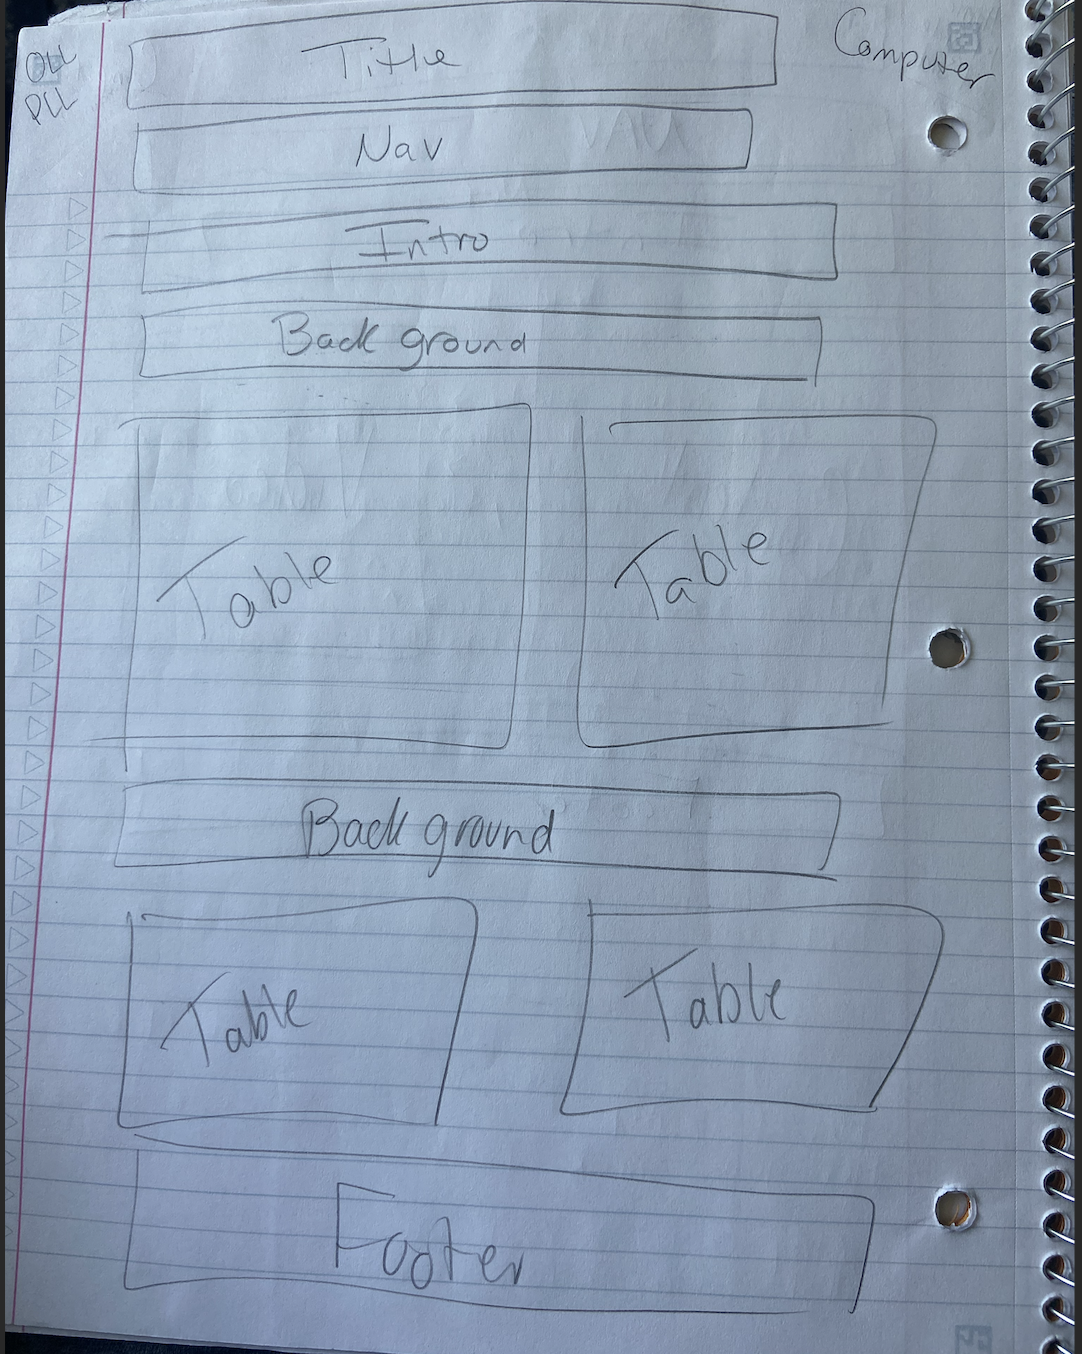 OLL
PLL
Title
Computer
Nav
Intro
Back ground
Table
Table
Back ground
Table
Table
Footer